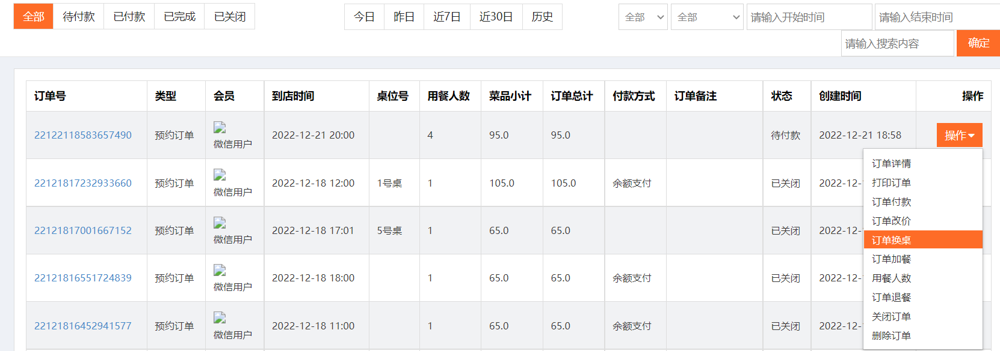 全部 待付款 已付款 已完成 已关闭 今日 昨日 近7日 近30日 历史 全部 全部 请输入开始时间 请输入结束时间
请输入搜索内容 确定
订单号 类型 会员 到店时间 桌位号 用餐人数 菜品小计 订单总计 付款方式 订单备注 状态 创建时间 操作
22122118583657490 预约订单 微信用户 2022-12-21 20:00 4 95.0 95.0 待付款 2022-12-21 18:58 操作
22121817232933660 预约订单 微信用户 2022-12-18 12:00 1号桌 1 105.0 105.0 余额支付 已关闭 2022-12-
22121817001667152 预约订单 微信用户 2022-12-18 17:01 5号桌 1 65.0 65.0 已关闭 2022-12-
22121816551724839 预约订单 微信用户 2022-12-18 18:00 1 65.0 65.0 余额支付 已关闭 2022-12-
22121816452941577 预约订单 微信用户 2022-12-18 11:00 1 65.0 65.0 余额支付 已关闭 2022-12-
订单详情
打印订单
订单付款
订单改价
订单换桌
订单加餐
用餐人数
订单退餐
关闭订单
删除订单